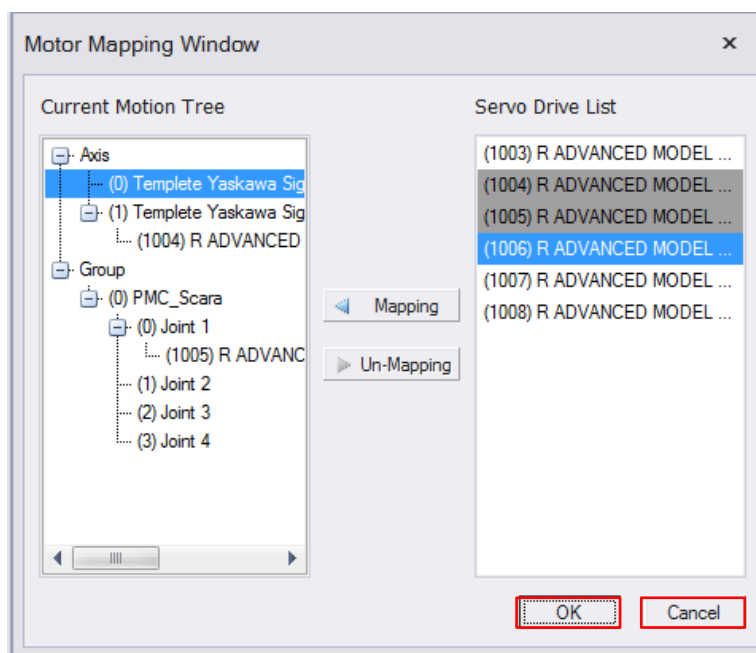 Motor Mapping Window
×
Current Motion Tree
Axis
(0) Templete Yaskawa Sig
(1) Templete Yaskawa Sig
(1004) R ADVANCED
Group
(0) PMC_Scara
(0) Joint 1
(1005) R ADVANC
(1) Joint 2
(2) Joint 3
(3) Joint 4
Mapping
Un-Mapping
Servo Drive List
(1003) R ADVANCED MODEL ...
(1004) R ADVANCED MODEL ...
(1005) R ADVANCED MODEL ...
(1006) R ADVANCED MODEL ...
(1007) R ADVANCED MODEL ...
(1008) R ADVANCED MODEL ...
OK
Cancel